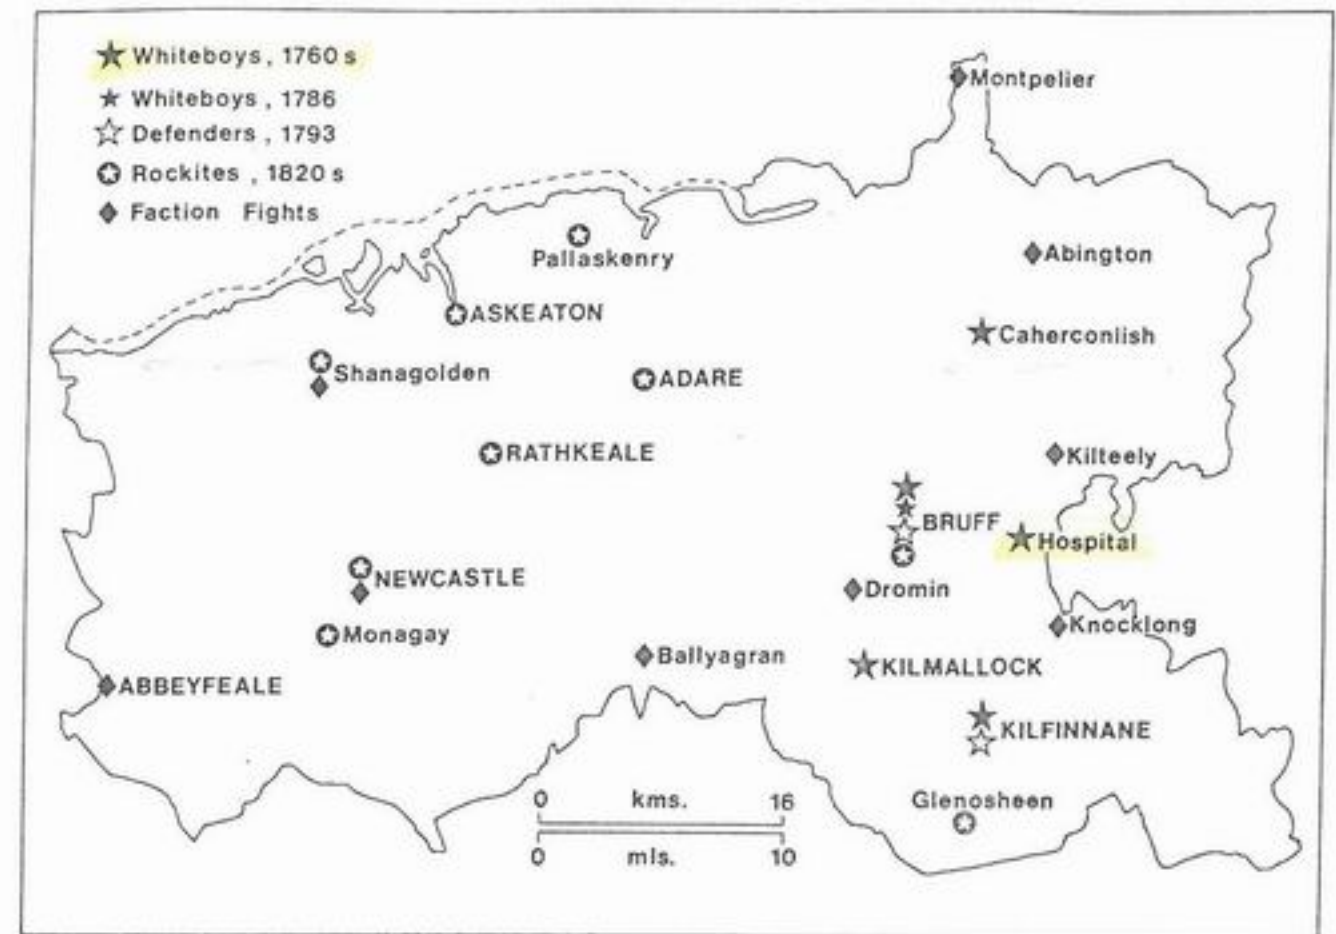 Whiteboys, 1760s
Whiteboys, 1786
Defenders, 1793
Rockites, 1820s
Faction Fights
Montpelier
Pallaskenry
Abington
ASKEATON
Caherconlish
Shanagolden
ADARE
RATHKEALE
Kilteely
BRUFF
Hospital
NEWCASTLE
Dromin
Monagay
Knocklong
Ballyagran
KILMALLOCK
ABBEYFEALE
KILFINNANE
0 kms. 16
Glenosheen
0 mls. 10